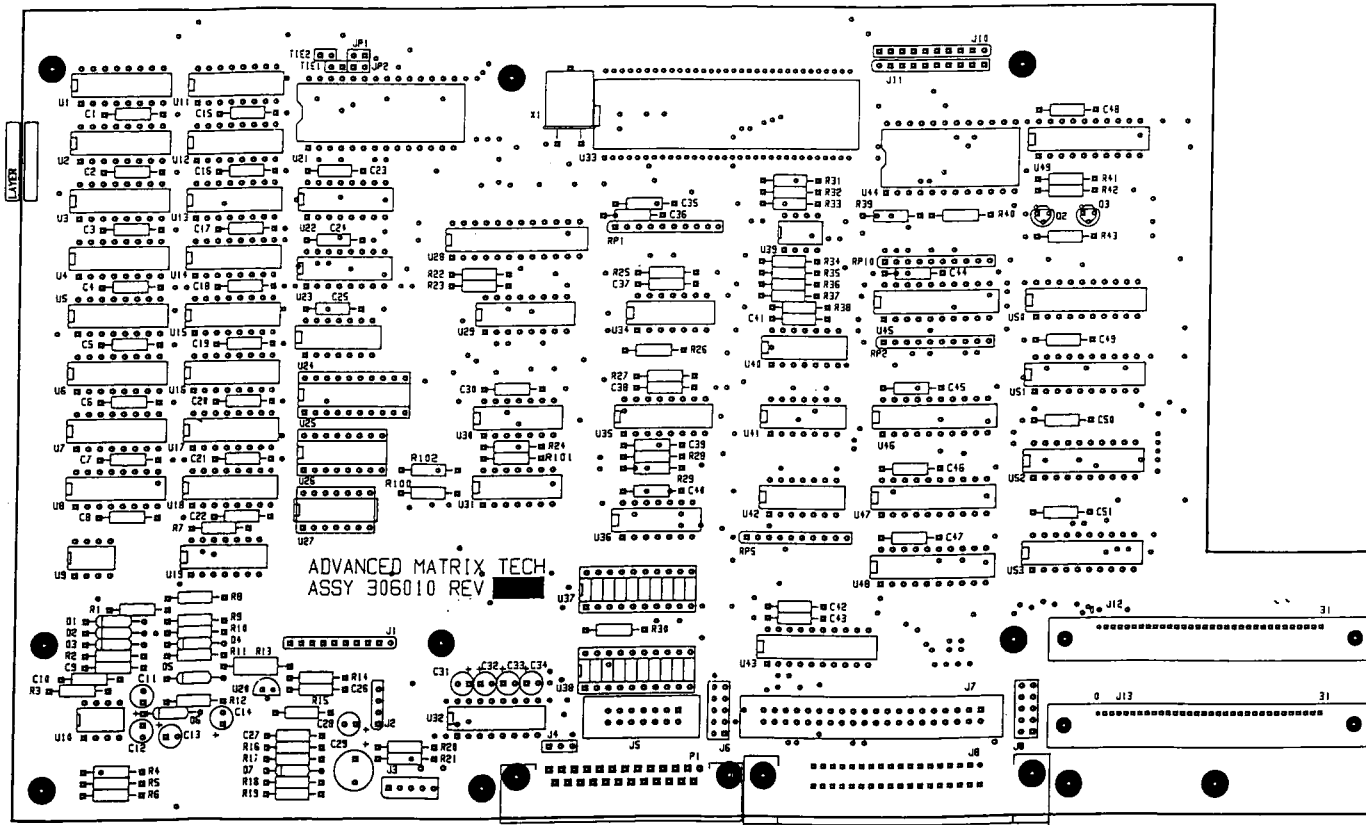 JP1
TIE2
TIE1 JP2
J10
J11
X1
U1 U11
C1 C15
C48
U2 U12 U21
U33
U49
C2 C16 C23
R31
R41
R32 U44
R42
C35 R33
R39 R40 Q2 Q3
U3 U13
C36
C3 C17 U22 C24
RP1
R43
U39
U28
U4 U14
R22 R25 R34 RP10
R23 C37 R35 C44
C4 C18 R36
U23 C25 R37
U5 U15
R38
C41
U29 U34 U45 U50
C5 C19
R26 RP2 C49
U24 U40
U6 U16
R27
C30 C38 C45 U51
C6 C20
U25
C50
U30 U35 U41 U46
U7 U17
R24 C39
C7 C21 R101 R28
R102 R29 C46
U26 U52
R100 C40
U8 U18 U31 U42 U47
C8 C22
C51
R7
U27 U36 RP5 C47
U9 U19
ADVANCED MATRIX TECH
ASSY 306010 REV
U53
U48
U37
R8
R1
C42
C43
J12
0 31
D1 R9
D2 R10
R30
D3 D4 J1
R2 R11 R13
C9 D5
U43
C10 C11 R14
U20 C26
C31 C32 C33 C34
R3 R12 R15
U38
J7
J13
0 31
D6 C14
C28 J2
U32
U10 C12 C13
C27
R16 C29 R20
J4 J5 J6
R17 R21
P1
J8
J9
D7 J3
R4
R5 R18
R6 R19
LAYER